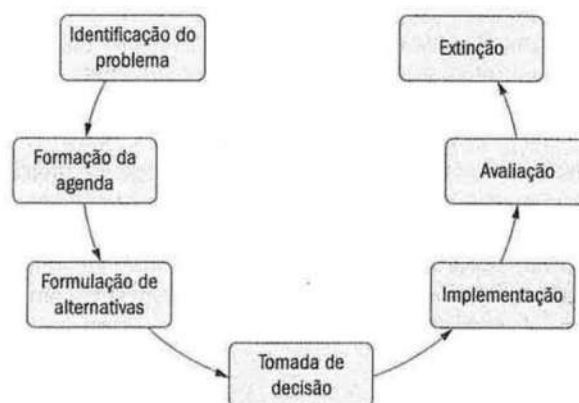 Identificação do
problema
Formação da
agenda
Formulação de
alternativas
Tomada de
decisão
Implementação
Avaliação
Extinção